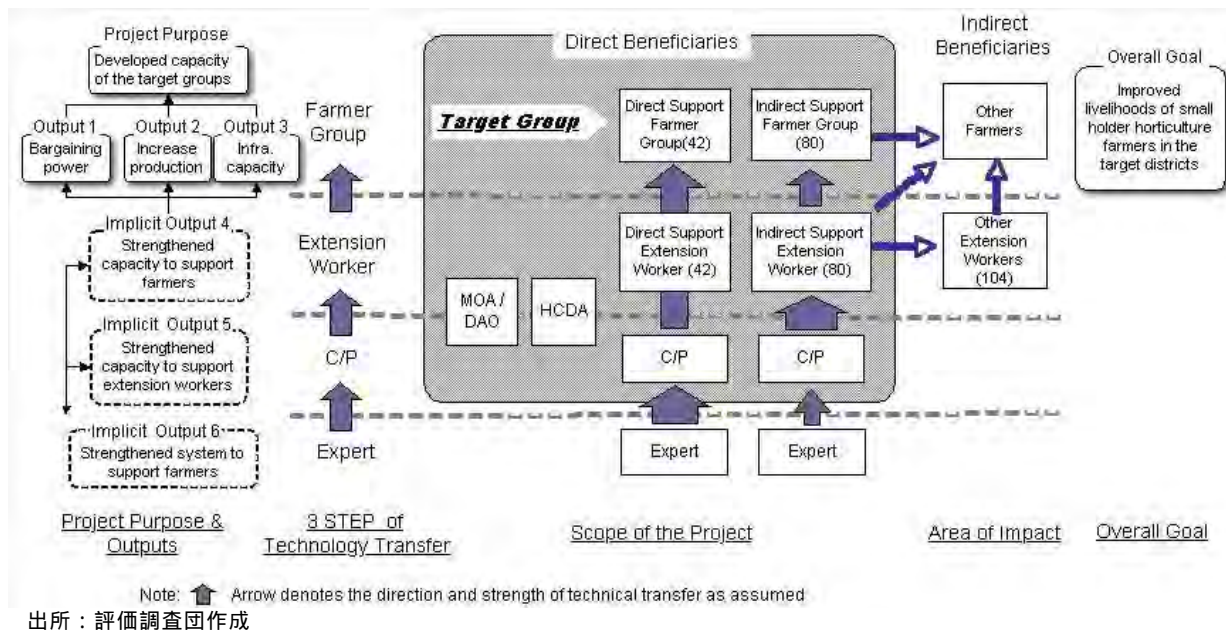 Project Purpose
Developed capacity
of the target groups
Output 1
Bargaining
power
Output 2
Increase
production
Output 3
Infra.
capacity
Implicit Output 4
Strengthened
capacity to support
farmers
Implicit Output 5
Strengthened
capacity to support
extension workers
Implicit Output 6
Strengthened system to
support farmers
Project Purpose &
Outputs
Farmer
Group
Extension
Worker
C/P
Expert
3 STEP of
Technology Transfer
Direct Beneficiaries
Target Group
Direct Support
Farmer
Group(42)
Indirect Support
Farmer Group
(80)
Direct Support
Extension
Worker (42)
Indirect Support
Extension
Worker (80)
MOA /
DAO
HCDA
C/P
C/P
Expert
Expert
Scope of the Project
Indirect
Beneficiaries
Other
Farmers
Other
Extension
Workers
(104)
Area of Impact
Overall Goal
Improved
livelihoods of small
holder horticulture
farmers in the
target districts
Overall Goal
Note: Arrow denotes the direction and strength of technical transfer as assumed
出所：評価調査団作成